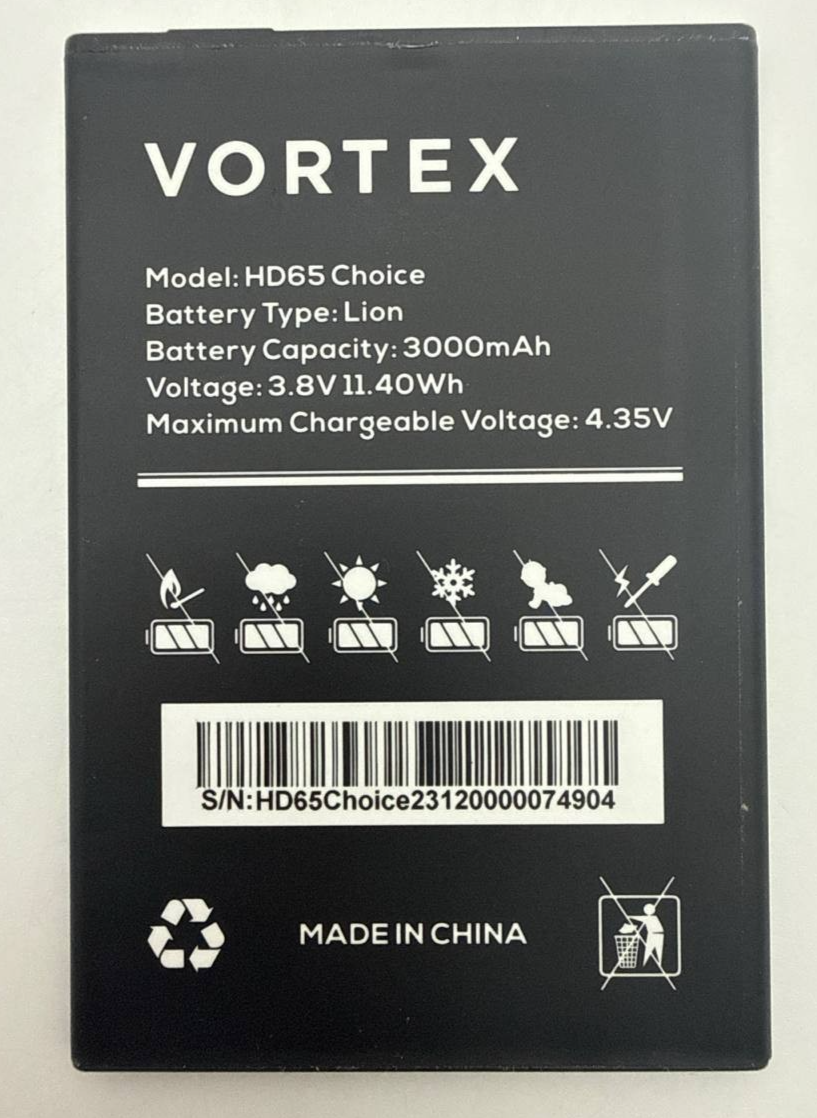 VORTEX
Model: HD65 Choice
Battery Type: Lion
Battery Capacity: 3000mAh
Voltage: 3.8V 11.40Wh
Maximum Chargeable Voltage: 4.35V
S/N:HD65Choice23120000074904
MADE IN CHINA